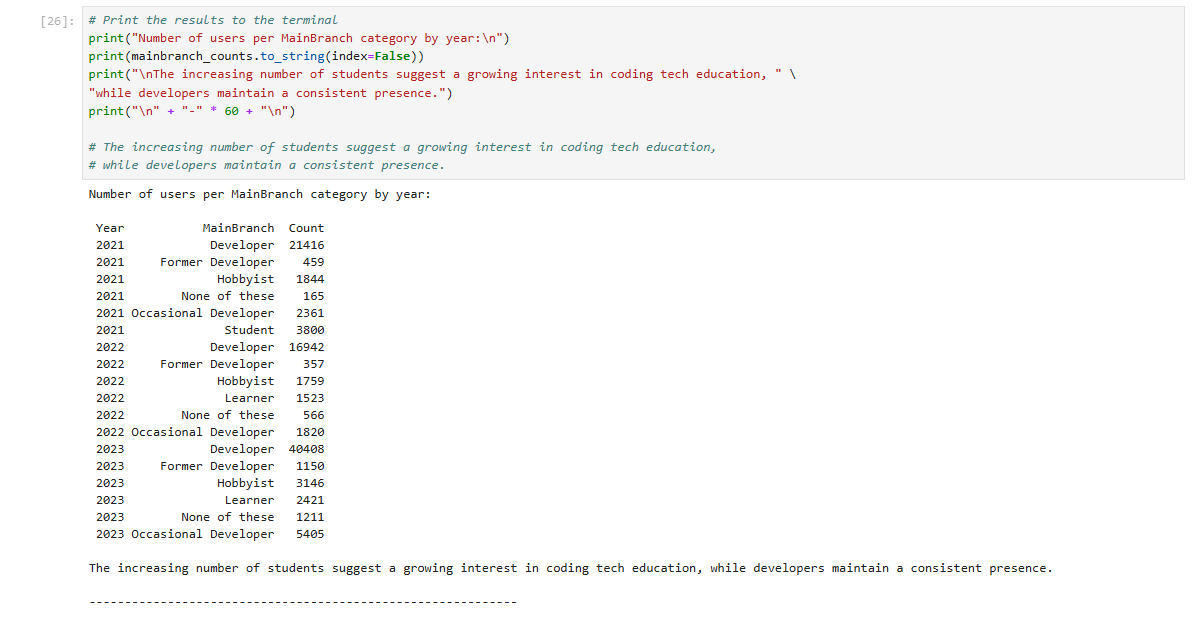 [26]: # Print the results to the terminal
print("Number of users per MainBranch category by year:\n")
print(mainbranch_counts.to_string(index=False))
print("\nThe increasing number of students suggest a growing interest in coding tech education, " \
"while developers maintain a consistent presence.")
print("\n" + "-" * 60 + "\n")
# The increasing number of students suggest a growing interest in coding tech education,
# while developers maintain a consistent presence.
Number of users per MainBranch category by year:
Year MainBranch Count
2021 Developer 21416
2021 Former Developer 459
2021 Hobbyist 1844
2021 None of these 165
2021 Occasional Developer 2361
2021 Student 3800
2022 Developer 16942
2022 Former Developer 357
2022 Hobbyist 1759
2022 Learner 1523
2022 None of these 566
2022 Occasional Developer 1820
2023 Developer 40408
2023 Former Developer 1150
2023 Hobbyist 3146
2023 Learner 2421
2023 None of these 1211
2023 Occasional Developer 5405
The increasing number of students suggest a growing interest in coding tech education, while developers maintain a consistent presence.
------------------------------------------------------------